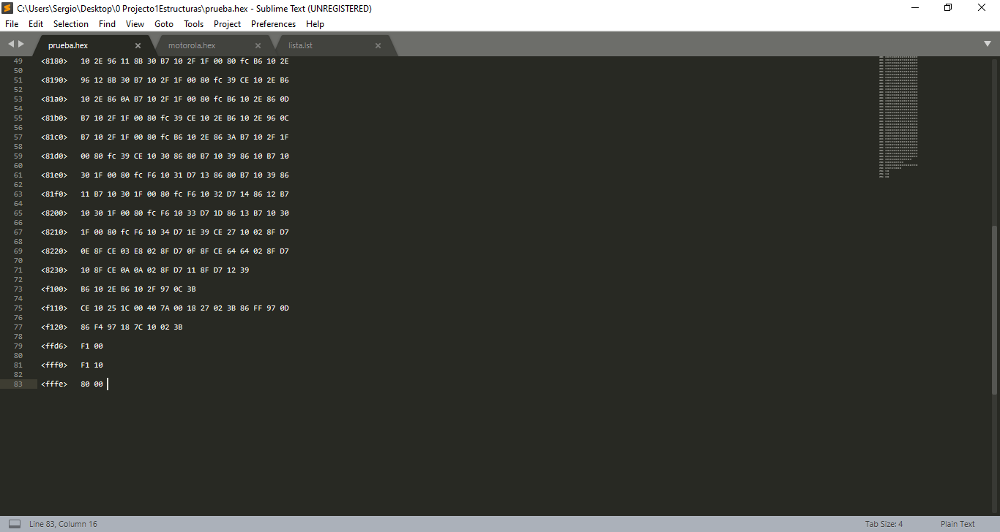 C:\Users\Sergio\Desktop\0 Projecto1Estructuras\prueba.hex - Sublime Text (UNREGISTERED)
File Edit Selection Find View Goto Tools Project Preferences Help
prueba.hex motorola.hex lista.lst
49 <8180> 10 2E 96 11 8B 30 B7 10 2F 1F 00 80 fc B6 10 2E
50
51 <8190> 96 12 8B 30 B7 10 2F 1F 00 80 fc 39 CE 10 2E B6
52
53 <81a0> 10 2E 86 0A B7 10 2F 1F 00 80 fc B6 10 2E 86 0D
54
55 <81b0> B7 10 2F 1F 00 80 fc 39 CE 10 2E B6 10 2E 96 0C
56
57 <81c0> B7 10 2F 1F 00 80 fc B6 10 2E 86 3A B7 10 2F 1F
58
59 <81d0> 00 80 fc 39 CE 10 30 86 80 B7 10 39 86 10 B7 10
60
61 <81e0> 30 1F 00 80 fc F6 10 31 D7 13 86 80 B7 10 39 86
62
63 <81f0> 11 B7 10 30 1F 00 80 fc F6 10 32 D7 14 86 12 B7
64
65 <8200> 10 30 1F 00 80 fc F6 10 33 D7 1D 86 13 B7 10 30
66
67 <8210> 1F 00 80 fc F6 10 34 D7 1E 39 CE 27 10 02 8F D7
68
69 <8220> 0E 8F CE 03 E8 02 8F D7 0F 8F CE 64 64 02 8F D7
70
71 <8230> 10 8F CE 0A 0A 02 8F D7 11 8F D7 12 39
72
73 <f100> B6 10 2E B6 10 2F 97 0C 3B
74
75 <f110> CE 10 25 1C 00 40 7A 00 18 27 02 3B 86 FF 97 0D
76
77 <f120> 86 F4 97 18 7C 10 02 3B
78
79 <ffd6> F1 00
80
81 <fff0> F1 10
82
83 <fffe> 80 00
Line 83, Column 16 Tab Size: 4 Plain Text